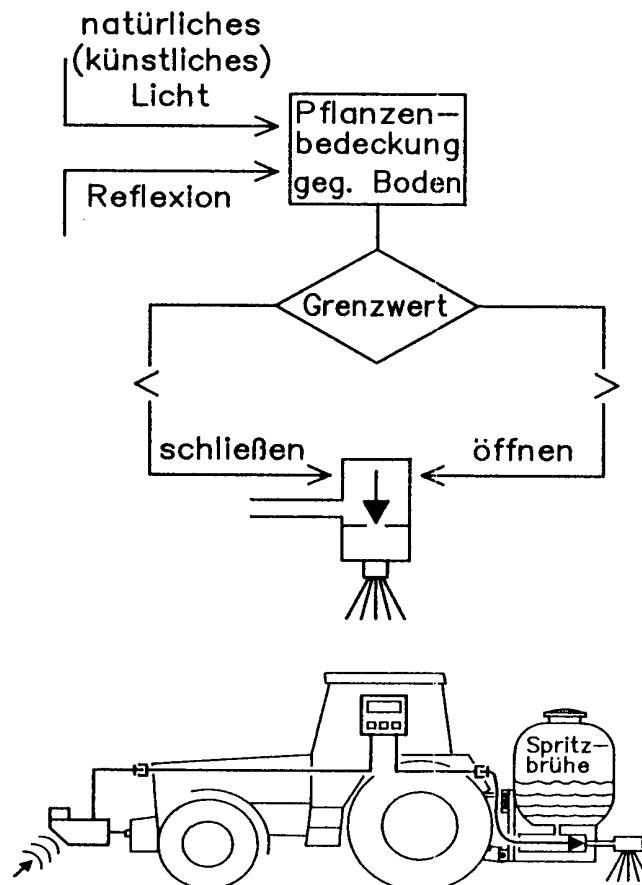 natürliches
(künstliches)
Licht
Pflanzen-
bedeckung
geg. Boden
Reflexion
Grenzwert
< >
schließen
öffnen
Spritz-
brühe